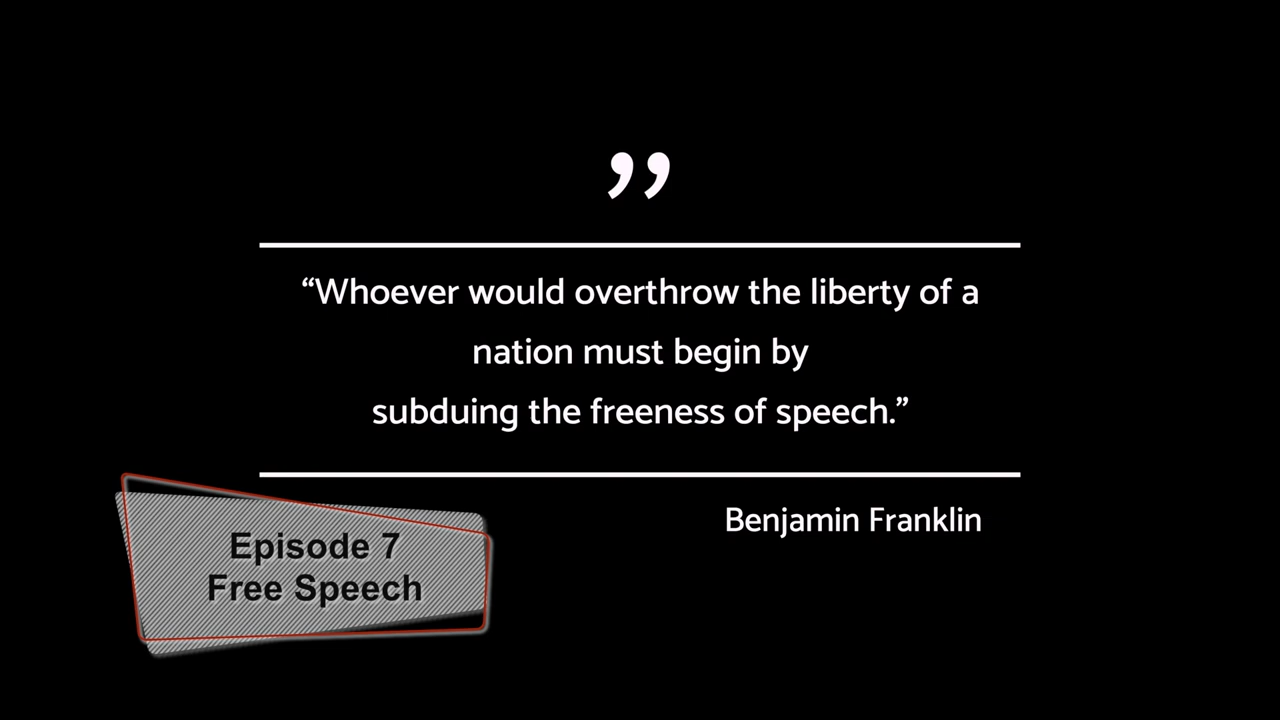 ”
“Whoever would overthrow the liberty of a
nation must begin by
subduing the freeness of speech.”
Benjamin Franklin
Episode 7
Free Speech